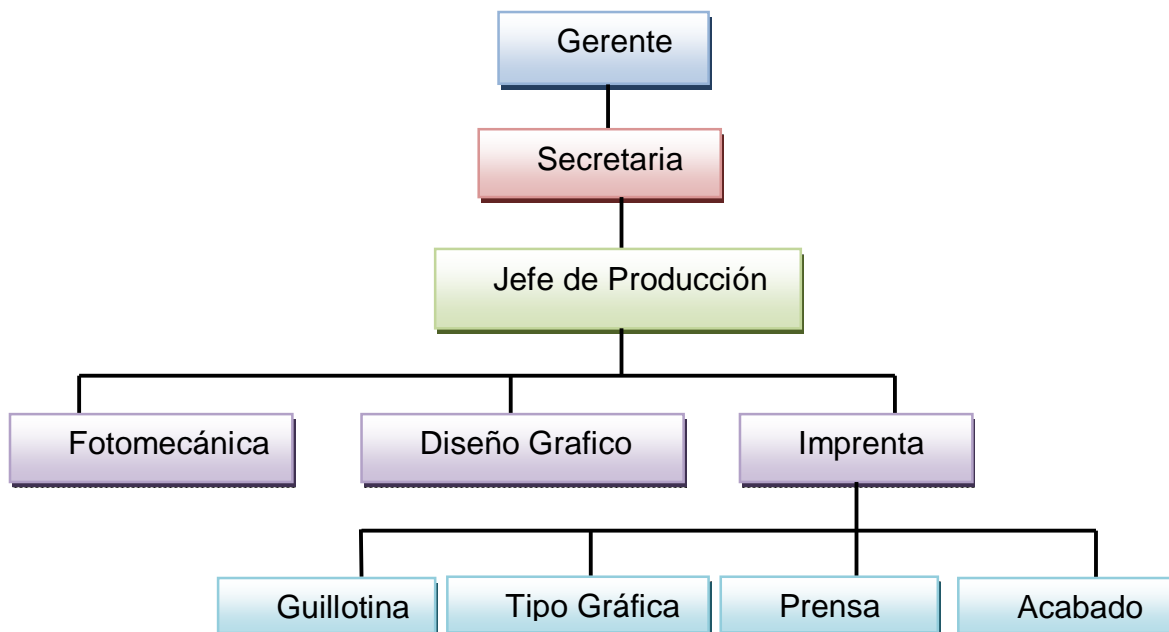 Gerente
Secretaria
Jefe de Producción
Fotomecánica
Diseño Grafico
Imprenta
Guillotina
Tipo Gráfica
Prensa
Acabado